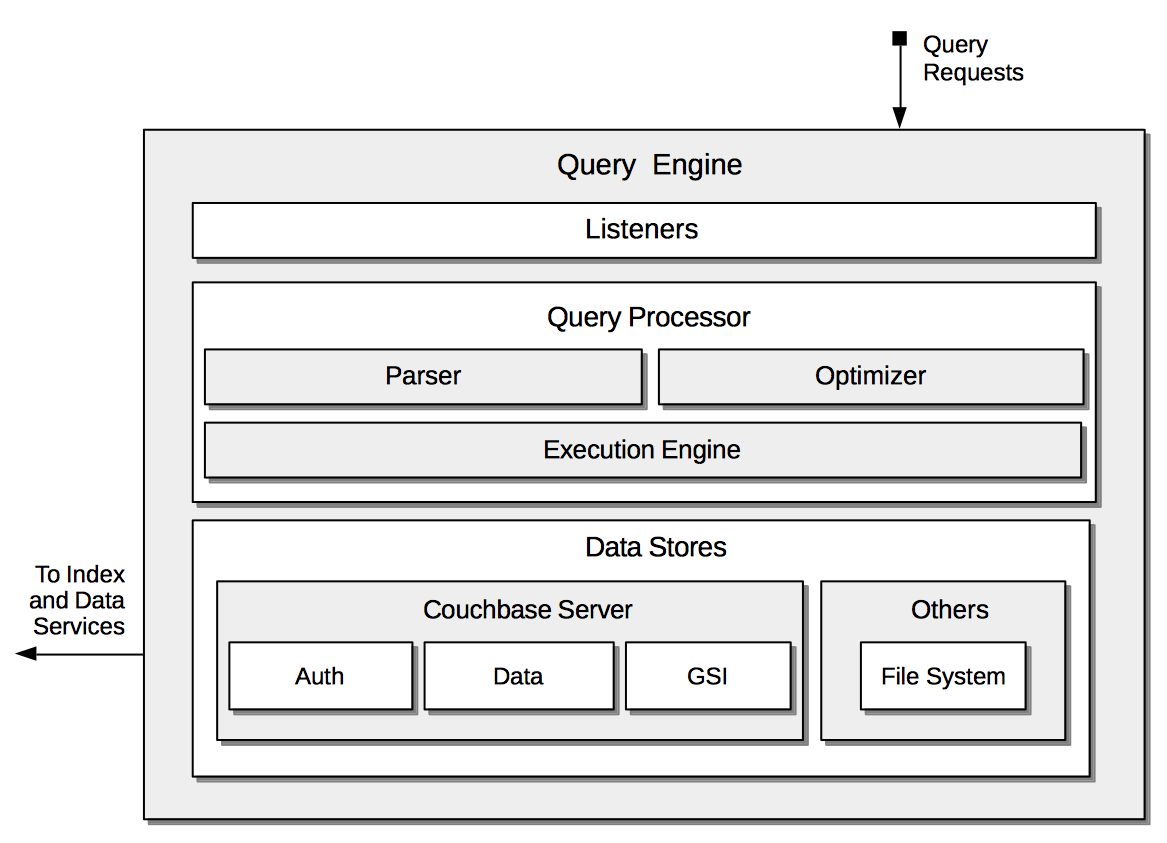 Query
Requests
Query Engine
Listeners
Query Processor
Parser
Optimizer
Execution Engine
Data Stores
To Index
and Data
Services
Couchbase Server
Others
Auth
Data
GSI
File System